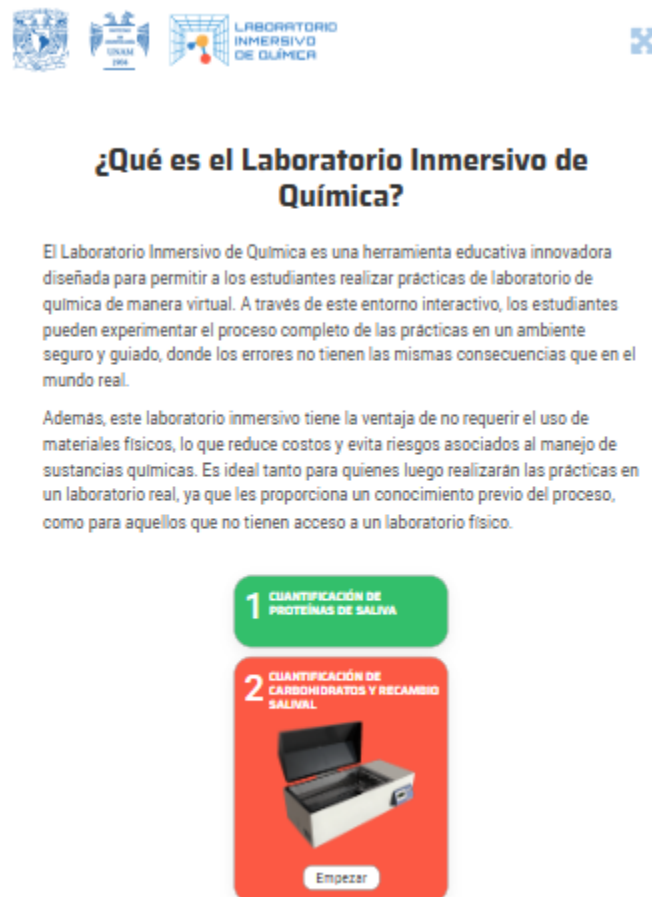 UNAM
1904
LABORATORIO
INMERSIVO
DE QUÍMICA
¿Qué es el Laboratorio Inmersivo de
Química?
El Laboratorio Inmersivo de Química es una herramienta educativa innovadora
diseñada para permitir a los estudiantes realizar prácticas de laboratorio de
química de manera virtual. A través de este entorno interactivo, los estudiantes
pueden experimentar el proceso completo de las prácticas en un ambiente
seguro y guiado, donde los errores no tienen las mismas consecuencias que en el
mundo real.
Además, este laboratorio inmersivo tiene la ventaja de no requerir el uso de
materiales físicos, lo que reduce costos y evita riesgos asociados al manejo de
sustancias químicas. Es ideal tanto para quienes luego realizarán las prácticas en
un laboratorio real, ya que les proporciona un conocimiento previo del proceso,
como para aquellos que no tienen acceso a un laboratorio físico.
1 CUANTIFICACIÓN DE
PROTEÍNAS DE SALIVA
2 CUANTIFICACIÓN DE
CARBOHIDRATOS Y RECAMBIO
SALIVAL
Empezar